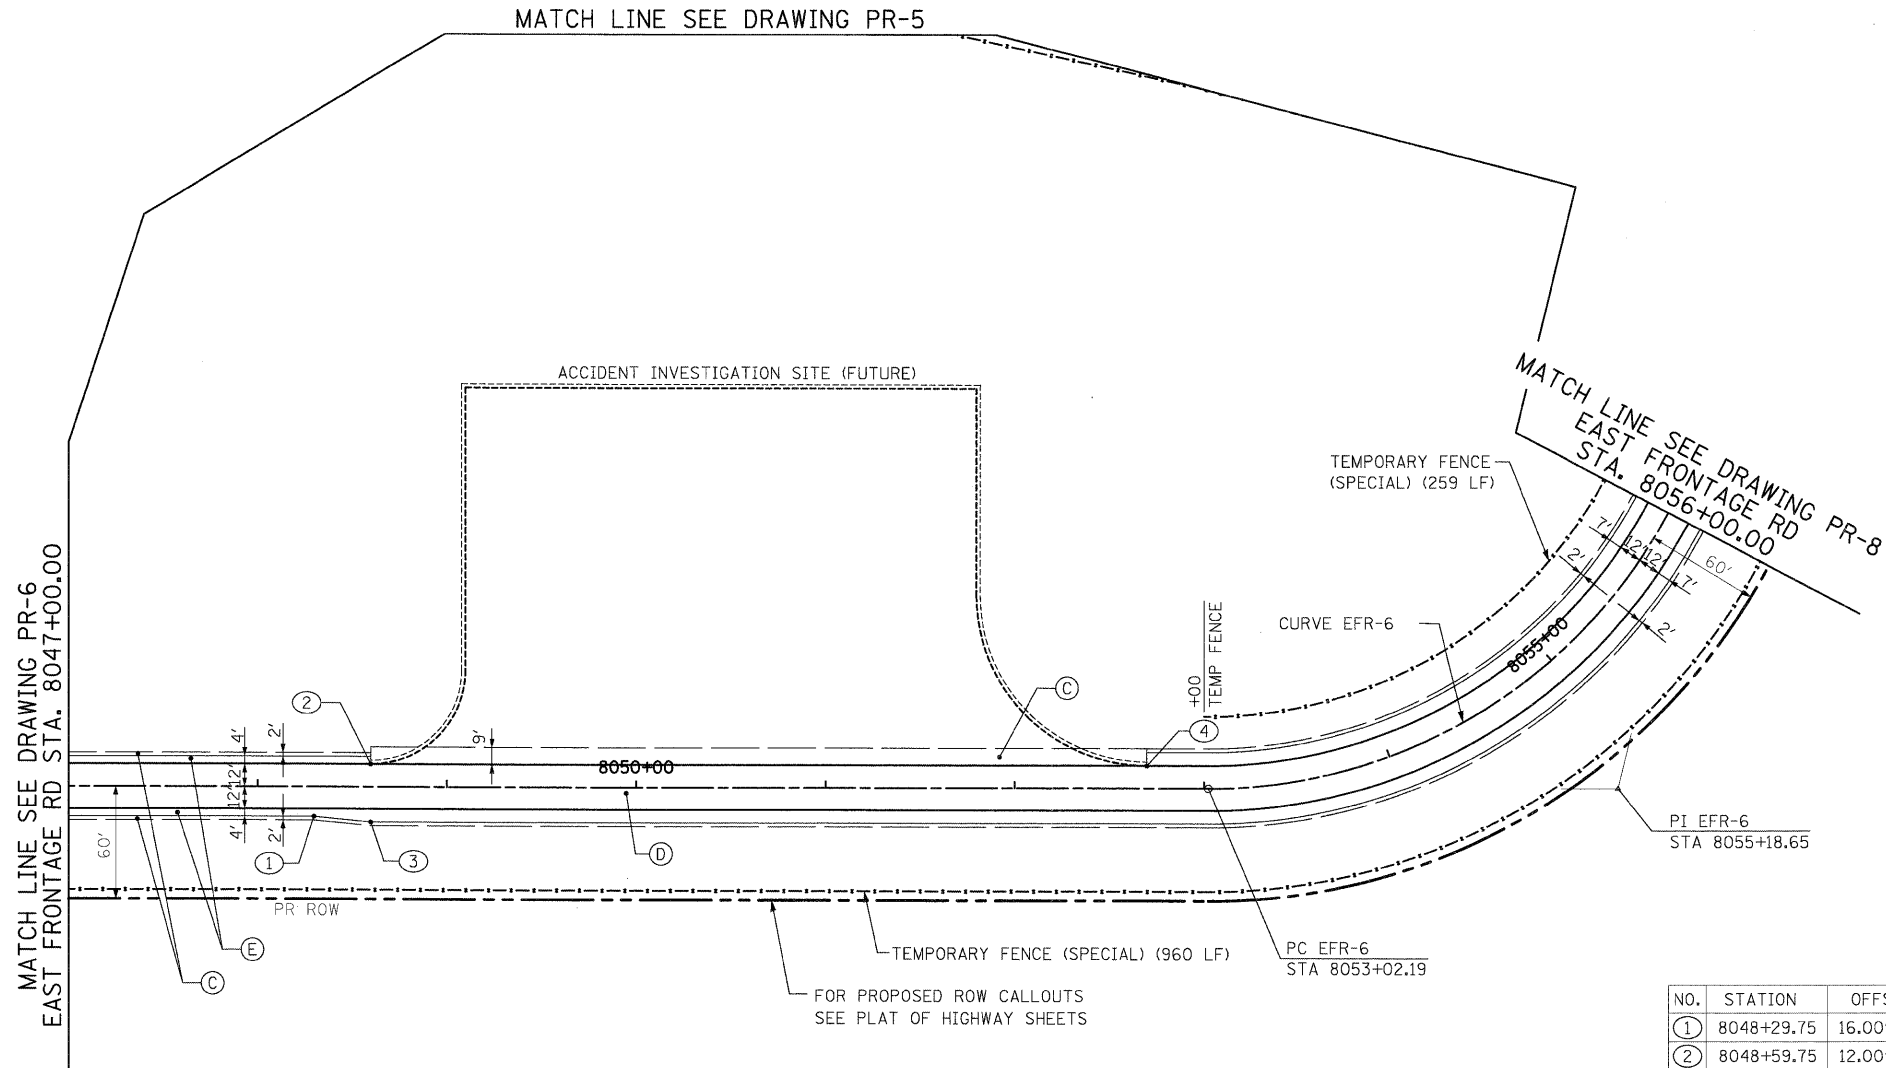 MATCH LINE SEE DRAWING PR-5
ACCIDENT INVESTIGATION SITE (FUTURE)
MATCH LINE SEE DRAWING PR-8
EAST FRONTAGE RD
STA. 8056+00.00
TEMPORARY FENCE
(SPECIAL) (259 LF)
7'
12'
12'
7'
2'
2'
60'
8055+00
CURVE EFR-6
+00
TEMP FENCE
MATCH LINE SEE DRAWING PR-6
EAST FRONTAGE RD STA. 8047+00.00
2
C
4
4'
2'
9'
8050+00
12'
12'
4'
2'
60'
1
3
D
PR ROW
E
C
PI EFR-6
STA 8055+18.65
TEMPORARY FENCE (SPECIAL) (960 LF)
PC EFR-6
STA 8053+02.19
FOR PROPOSED ROW CALLOUTS
SEE PLAT OF HIGHWAY SHEETS
NO. STATION
1 8048+29.75 16.00
2 8048+59.75 12.00